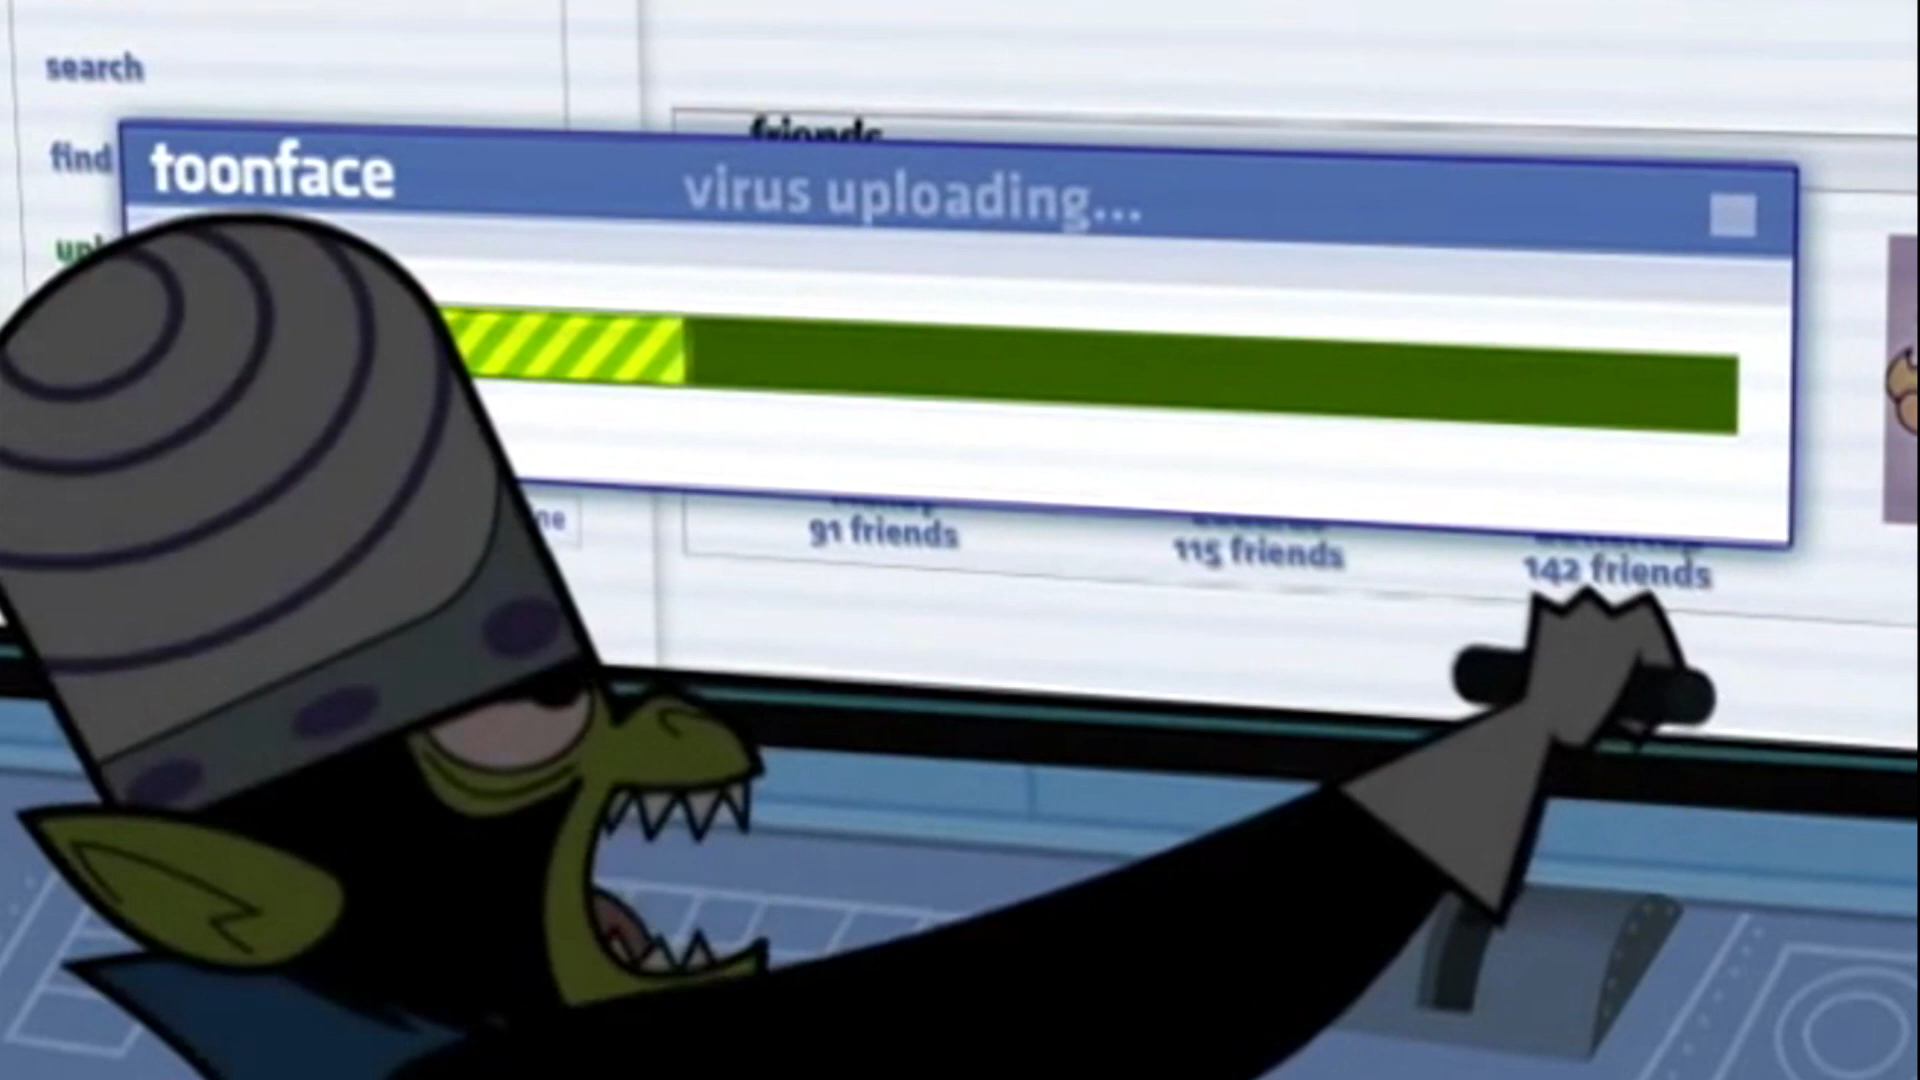 search
friends
find
toonface
virus uploading...
91 friends
115 friends
142 friends